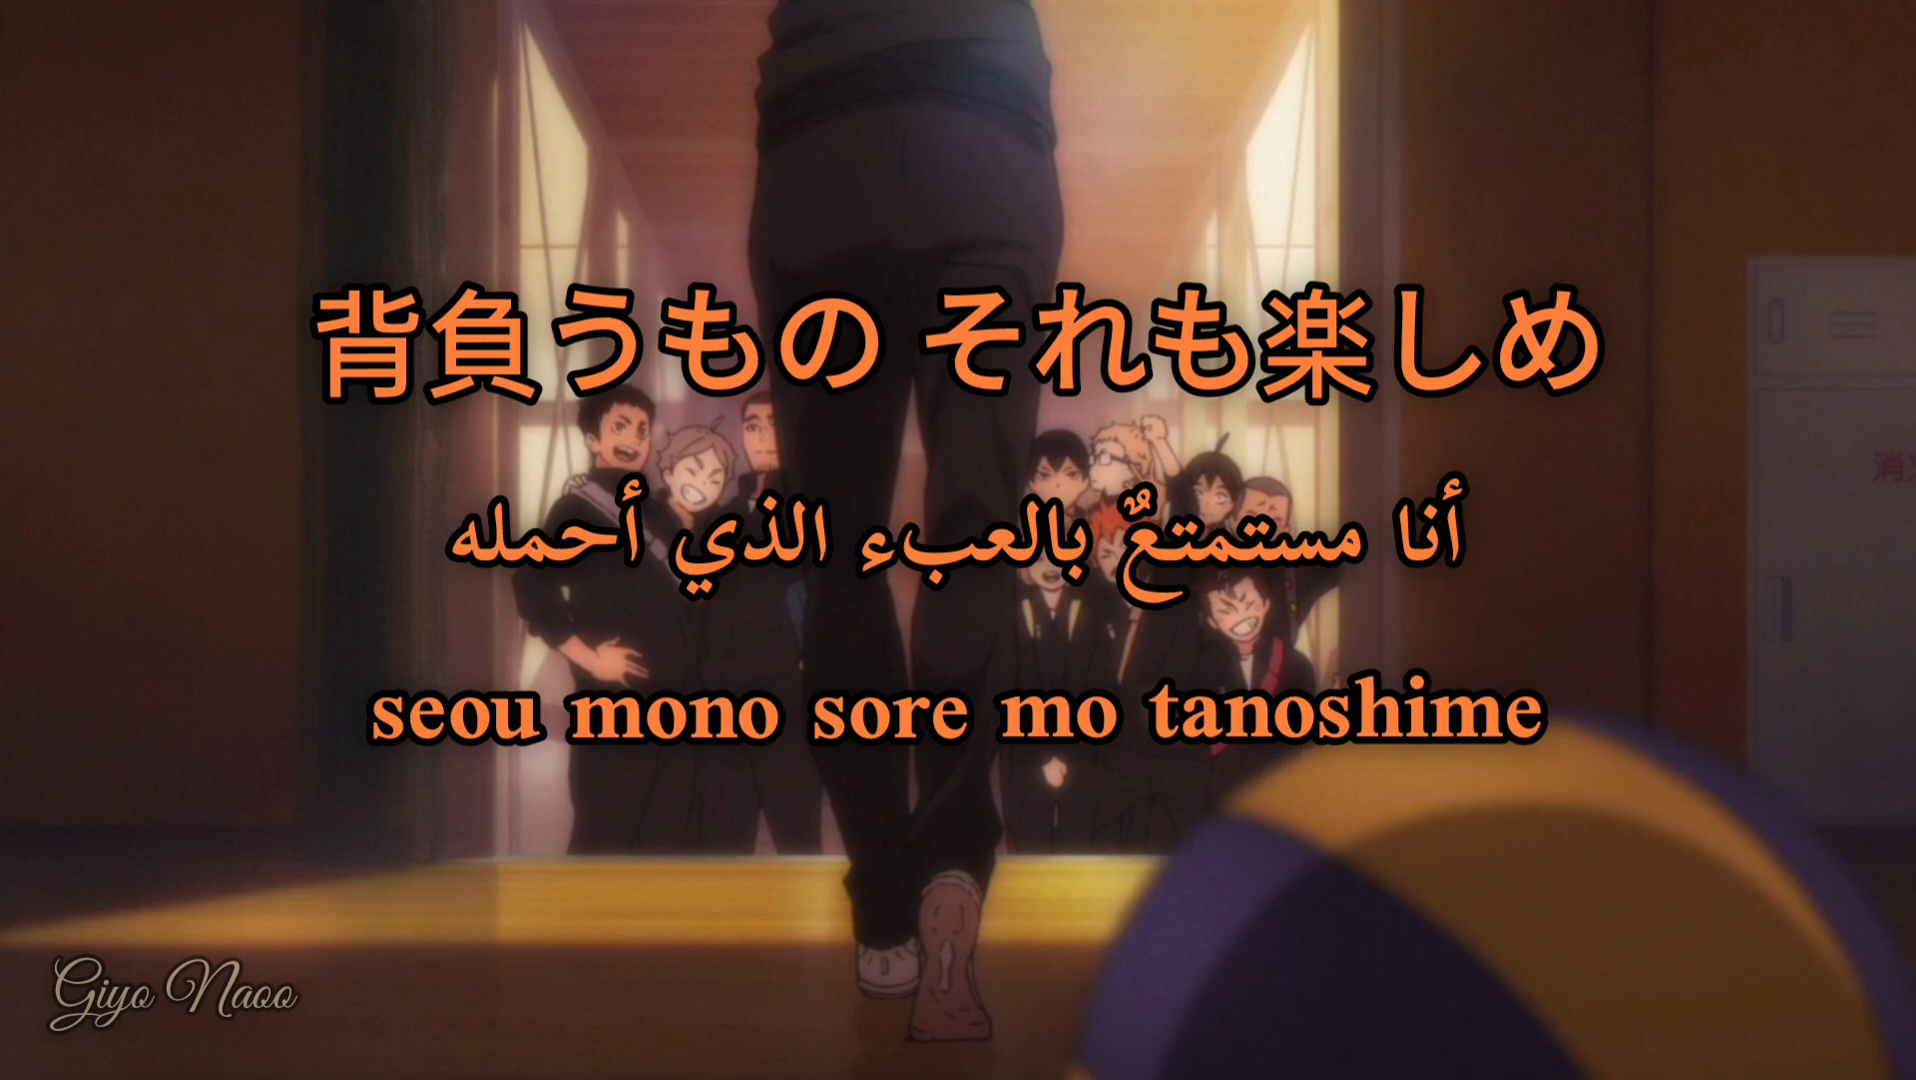 背負うもの それも楽しめ
أنا مستمتعٌ بالعبء الذي أحمله
seou mono sore mo tanoshime
Giyo Naoo